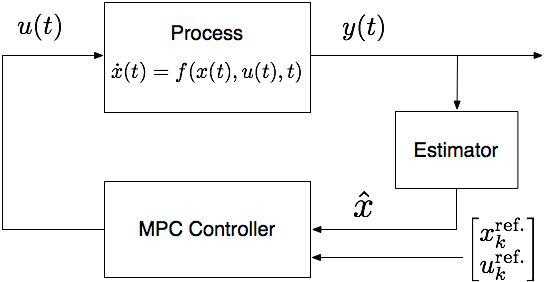 u(t)
Process
y(t)
ẋ(t) = f(x(t), u(t), t)
Estimator
x̂
MPC Controller
x_k^{ref.}
u_k^{ref.}